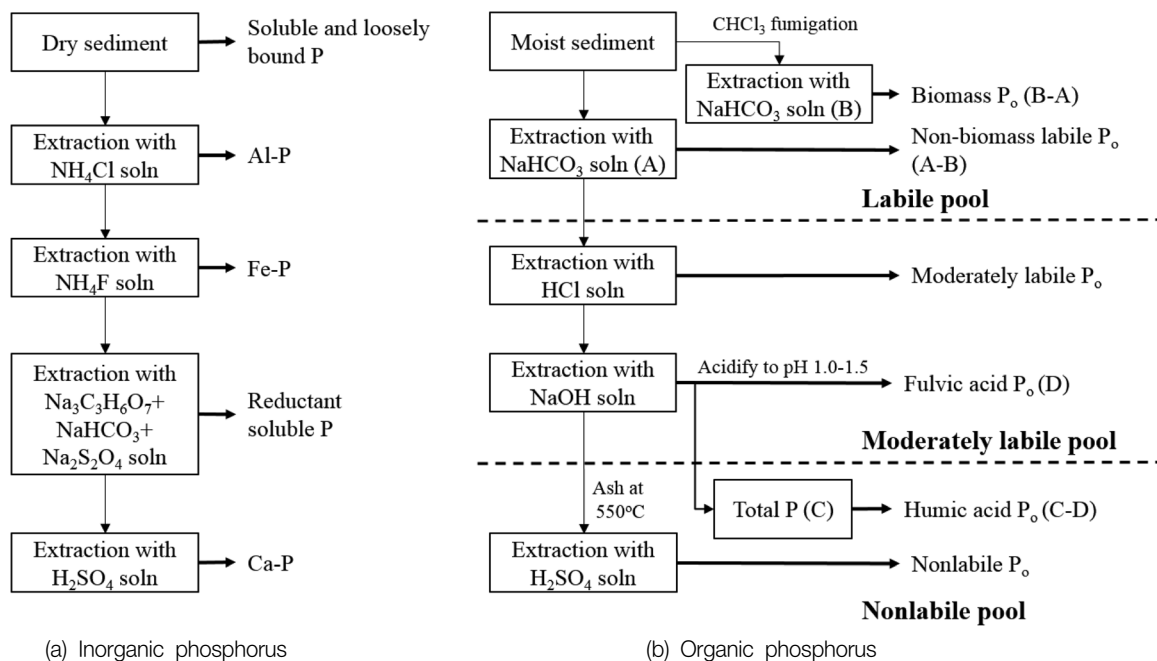 Dry sediment
Soluble and loosely
bound P
Extraction with
NH₄Cl soln
Al-P
Extraction with
NH₄F soln
Fe-P
Extraction with
Na₃C₃H₆O₇+
NaHCO₃+
Na₂S₂O₄ soln
Reductant
soluble P
Extraction with
H₂SO₄ soln
Ca-P
(a) Inorganic phosphorus
Moist sediment
CHCl₃ fumigation
Extraction with
NaHCO₃ soln (B)
Biomass Pₒ (B-A)
Extraction with
NaHCO₃ soln (A)
Non-biomass labile Pₒ
(A-B)
Labile pool
Extraction with
HCl soln
Moderately labile Pₒ
Extraction with
NaOH soln
Acidify to pH 1.0-1.5
Fulvic acid Pₒ (D)
Moderately labile pool
Ash at
550°C
Total P (C)
Humic acid Pₒ (C-D)
Extraction with
H₂SO₄ soln
Nonlabile Pₒ
Nonlabile pool
(b) Organic phosphorus